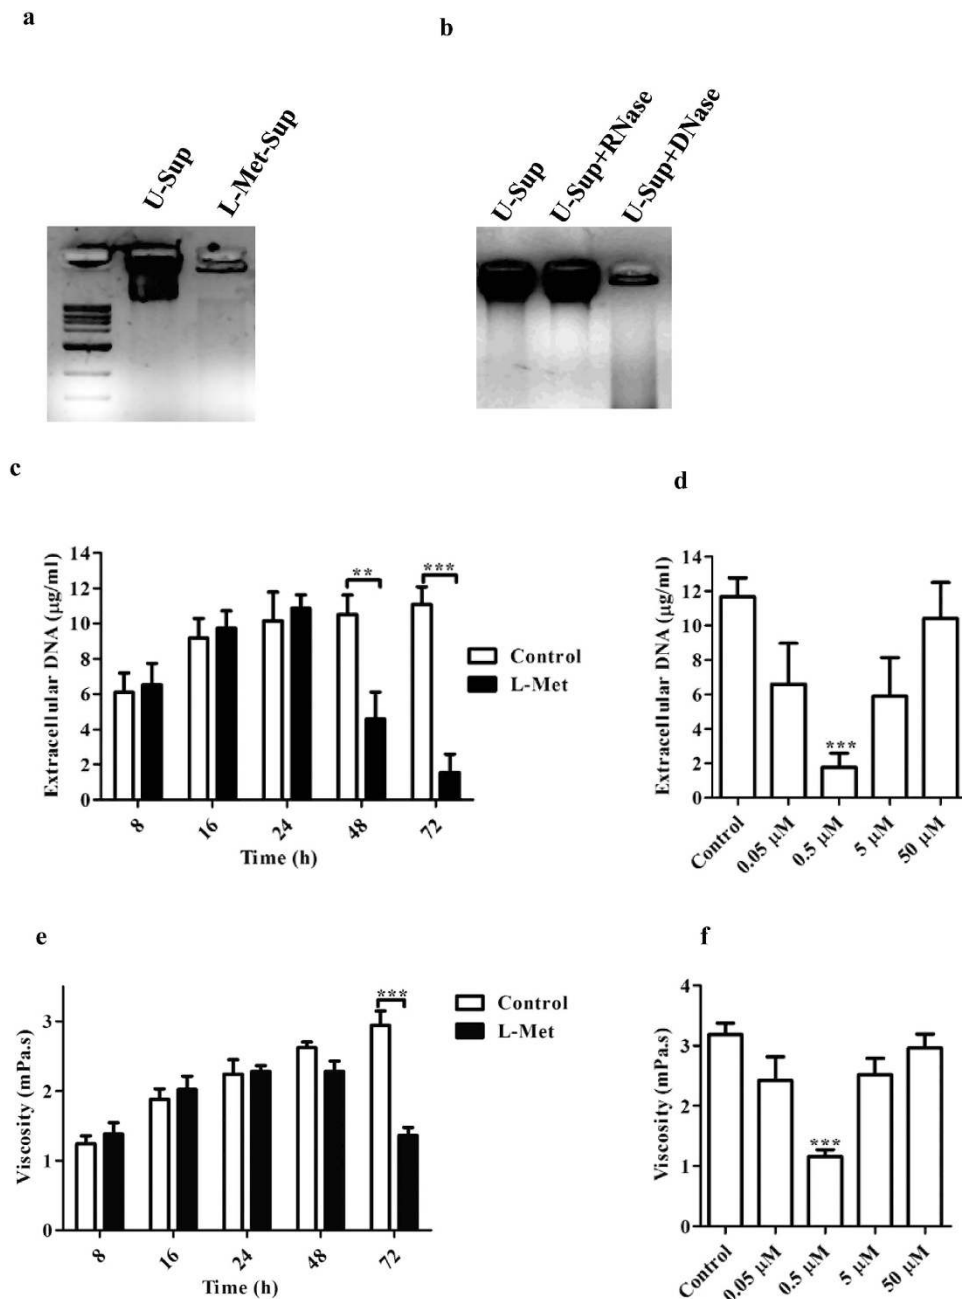 a
b
U-Sup
L-Met-Sup
U-Sup
U-Sup+RNase
U-Sup+DNase
c
d
Extracellular DNA (μg/ml)
14
12
10
8
6
4
2
0
**
***
Control
L-Met
8
16
24
48
72
Time (h)
Extracellular DNA (μg/ml)
14
12
10
8
6
4
2
0
***
Control
0.05 μM
0.5 μM
5 μM
50 μM
e
f
Viscosity (mPa.s)
3
2
1
0
***
Control
L-Met
8
16
24
48
72
Time (h)
Viscosity (mPa.s)
4
3
2
1
0
***
Control
0.05 μM
0.5 μM
5 μM
50 μM